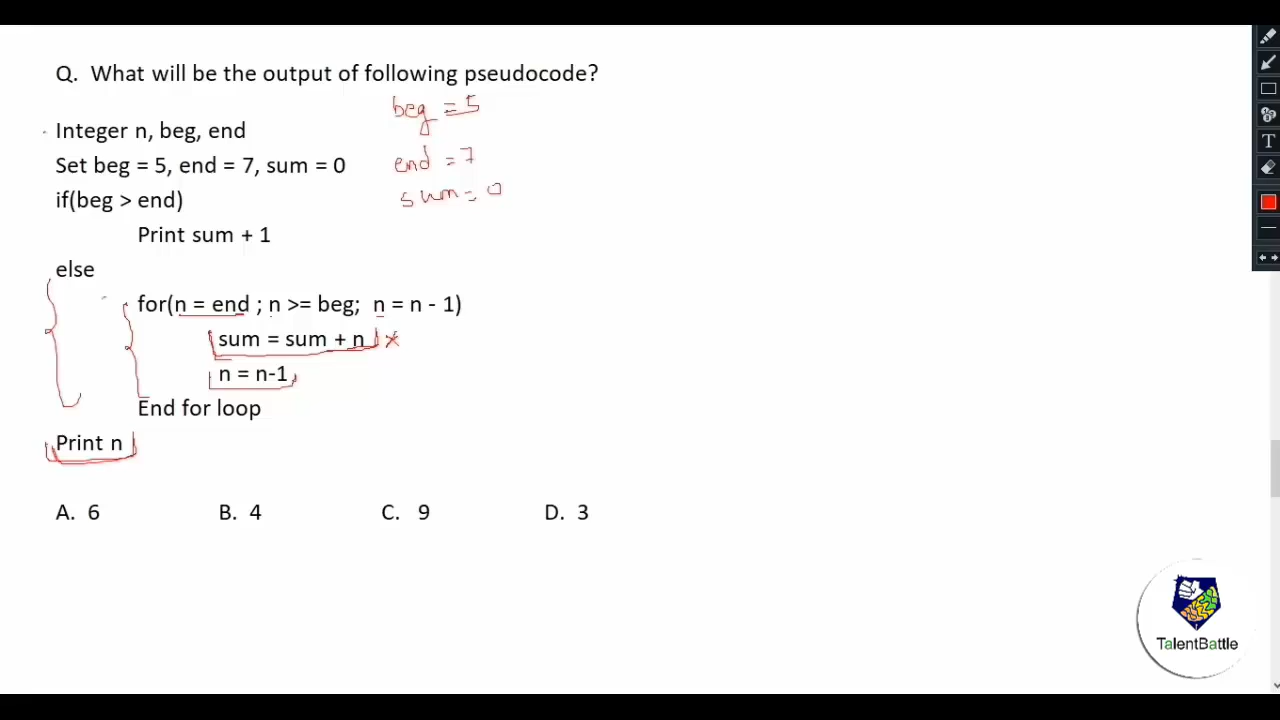 Q. What will be the output of following pseudocode?
beg = 5
Integer n, beg, end
Set beg = 5, end = 7, sum = 0
end = 7
if(beg > end)
sum = 0
Print sum + 1
else
for(n = end ; n >= beg; n = n - 1)
sum = sum + n
n = n-1
End for loop
Print n
A. 6 B. 4 C. 9 D. 3
TalentBattle